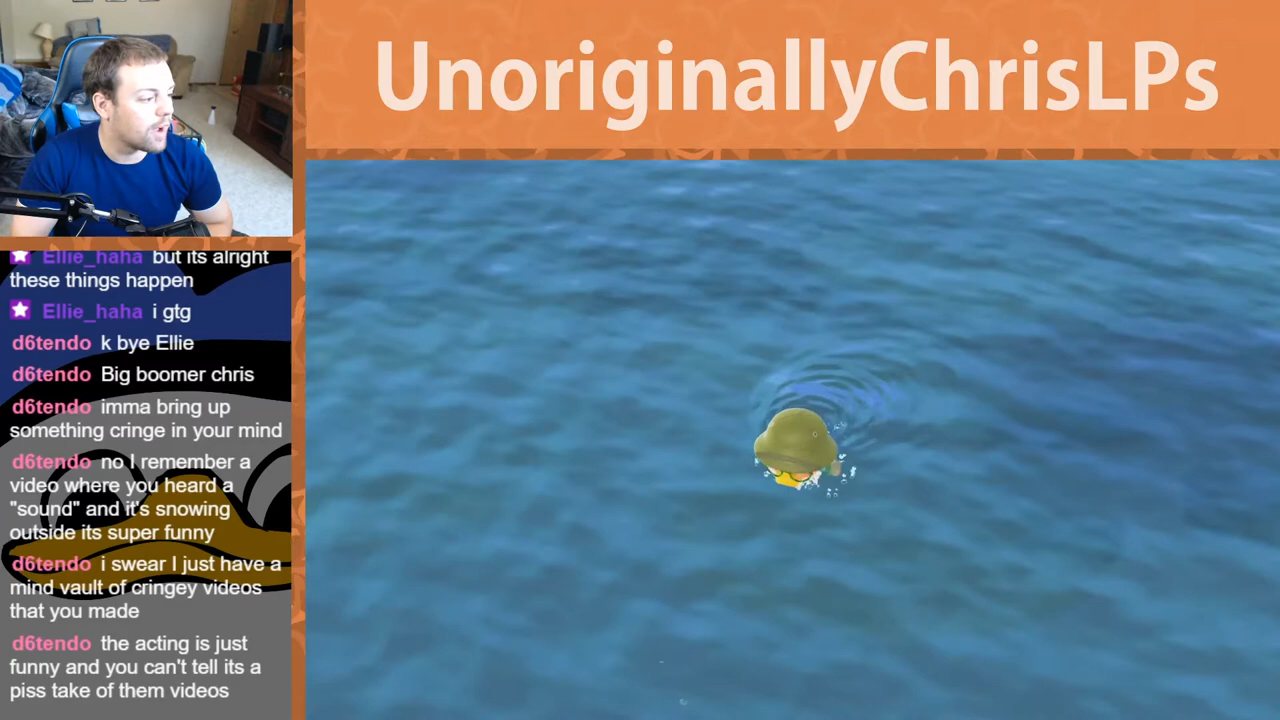 UnoriginallyChrisLPs
Ellie_haha but its alright
these things happen
Ellie_haha i gtg
d6tendo k bye Ellie
d6tendo Big boomer chris
d6tendo imma bring up
something cringe in your mind
d6tendo no I remember a
video where you heard a
"sound" and it's snowing
outside its super funny
d6tendo i swear I just have a
mind vault of cringey videos
that you made
d6tendo the acting is just
funny and you can't tell its a
piss take of them videos